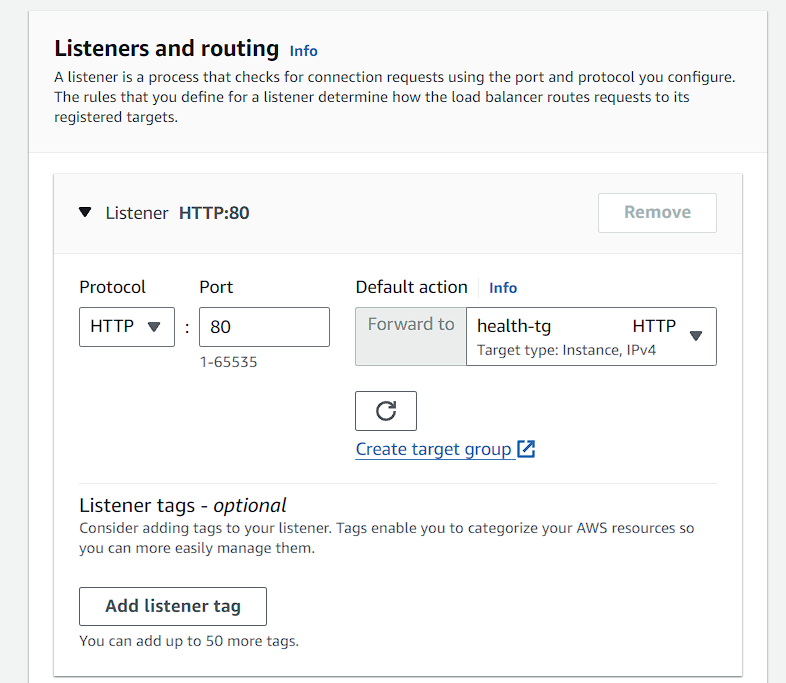 Listeners and routing Info
A listener is a process that checks for connection requests using the port and protocol you configure.
The rules that you define for a listener determine how the load balancer routes requests to its
registered targets.
Listener HTTP:80
Remove
Protocol
Port
Default action Info
HTTP
:
80
Forward to
health-tg HTTP
Target type: Instance, IPv4
1-65535
Create target group
Listener tags - optional
Consider adding tags to your listener. Tags enable you to categorize your AWS resources so
you can more easily manage them.
Add listener tag
You can add up to 50 more tags.